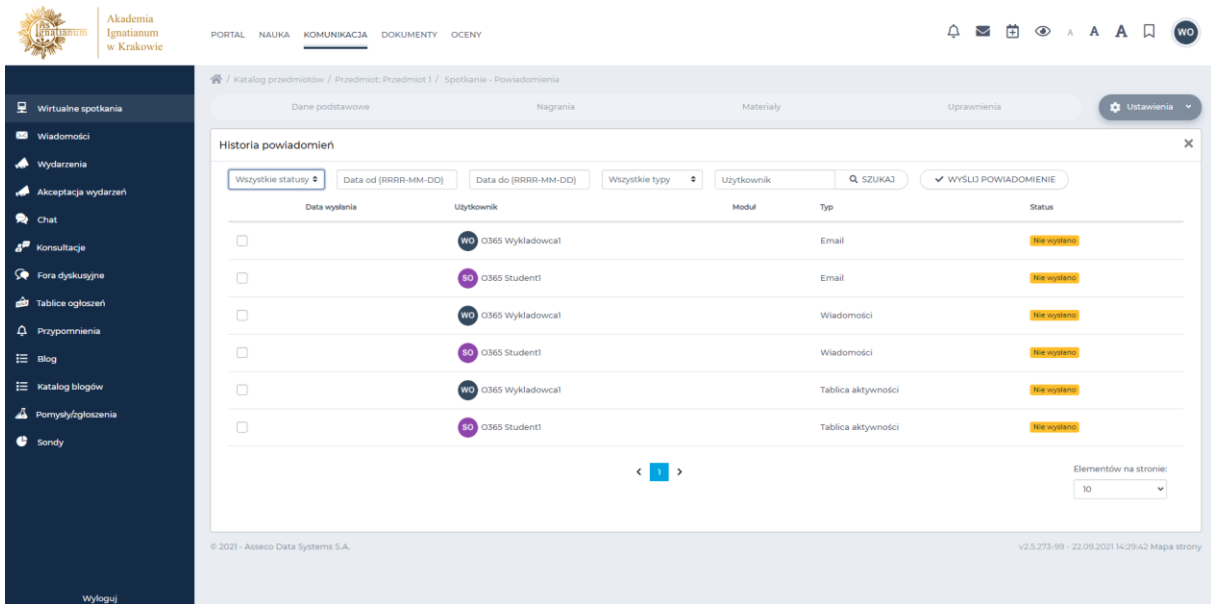 Ignatianum
Akademia
Ignatianum
w Krakowie
PORTAL NAUKA KOMUNIKACJA DOKUMENTY OCENY
A A A WO
/ Katalog przedmiotów / Przedmiot: Przedmiot 1 / Spotkanie - Powiadomienia
Dane podstawowe Nagrania Materiały Uprawnienia Ustawienia
Wirtualne spotkania
Wiadomości
Wydarzenia
Akceptacja wydarzeń
Chat
Konsultacje
Fora dyskusyjne
Tablice ogłoszeń
Przypomnienia
Blog
Katalog blogów
Pomysły/zgłoszenia
Sondy
Wyloguj
Historia powiadomień
Wszystkie statusy Data od (RRRR-MM-DD) Data do (RRRR-MM-DD) Wszystkie typy Użytkownik SZUKAJ WYŚLIJ POWIADOMIENIE
Data wysłania Użytkownik Moduł Typ Status
WO O365 Wykladowca1 Email Nie wysłano
SO O365 Student1 Email Nie wysłano
WO O365 Wykladowca1 Wiadomości Nie wysłano
SO O365 Student1 Wiadomości Nie wysłano
WO O365 Wykladowca1 Tablica aktywności Nie wysłano
SO O365 Student1 Tablica aktywności Nie wysłano
1
Elementów na stronie:
10
© 2021 - Asseco Data Systems S.A. v2.5.273-99 - 22.09.2021 14:29:42 Mapa strony